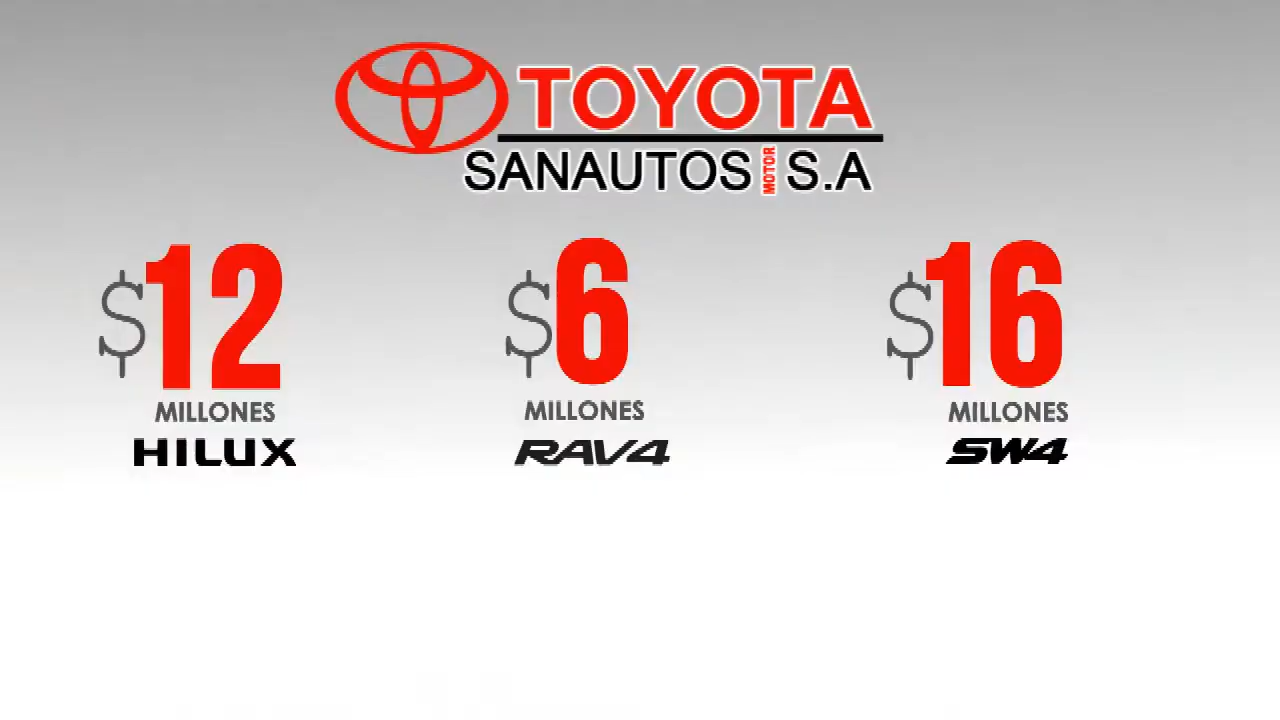 TOYOTA
SANAUTOS MOTOR S.A
$12
MILLONES
HILUX
$6
MILLONES
RAV4
$16
MILLONES
SW4